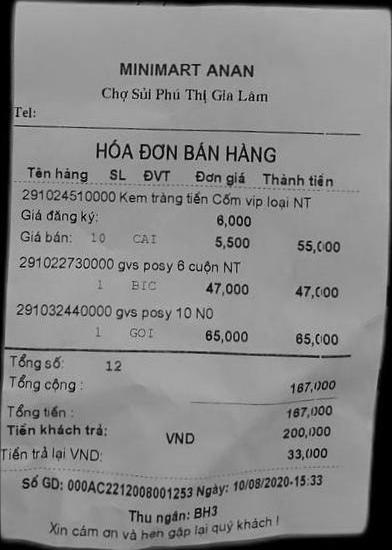 MINIMART ANAN
Chợ Sủi Phú Thị Gia Lâm
Tel:
HÓA ĐƠN BÁN HÀNG
Tên hàng SL ĐVT Đơn giá Thành tiền
291024510000 Kem tràng tiền Cốm vip loại NT
Giá đăng ký: 6,000
Giá bán: 10 CAI 5,500 55,000
291022730000 gvs posy 6 cuộn NT
1 BIC 47,000 47,000
291032440000 gvs posy 10 N0
1 GOI 65,000 65,000
Tổng số: 12
Tổng cộng : 167,000
Tổng tiền : 167,000
Tiền khách trả: VND 200,000
Tiền trả lại VND: 33,000
Số GD: 000AC2212008001253 Ngày: 10/08/2020-15:33
Thu ngân: BH3
Xin cám ơn và hẹn gặp lại quý khách !